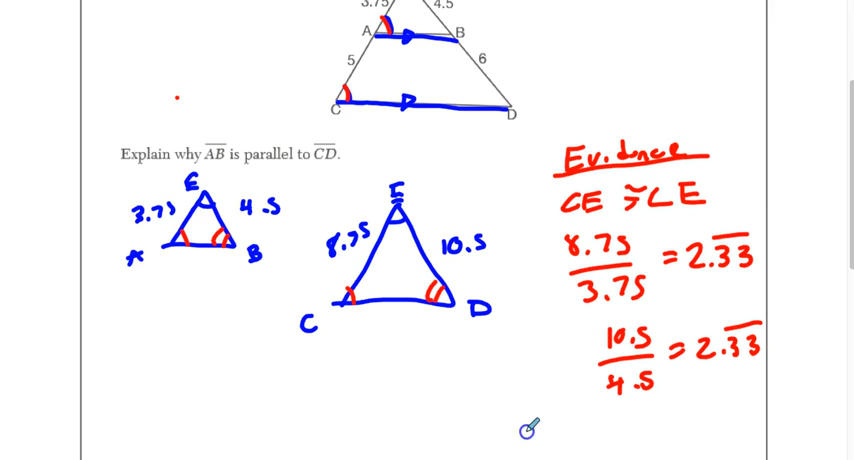 3.75
4.5
A
B
5
6
C
D
Explain why AB is parallel to CD.
E
3.75
4.5
A
B
E
8.75
10.5
C
D
Evidence
∠E ≅ ∠E
8.75
3.75
= 2.33
10.5
4.5
= 2.33